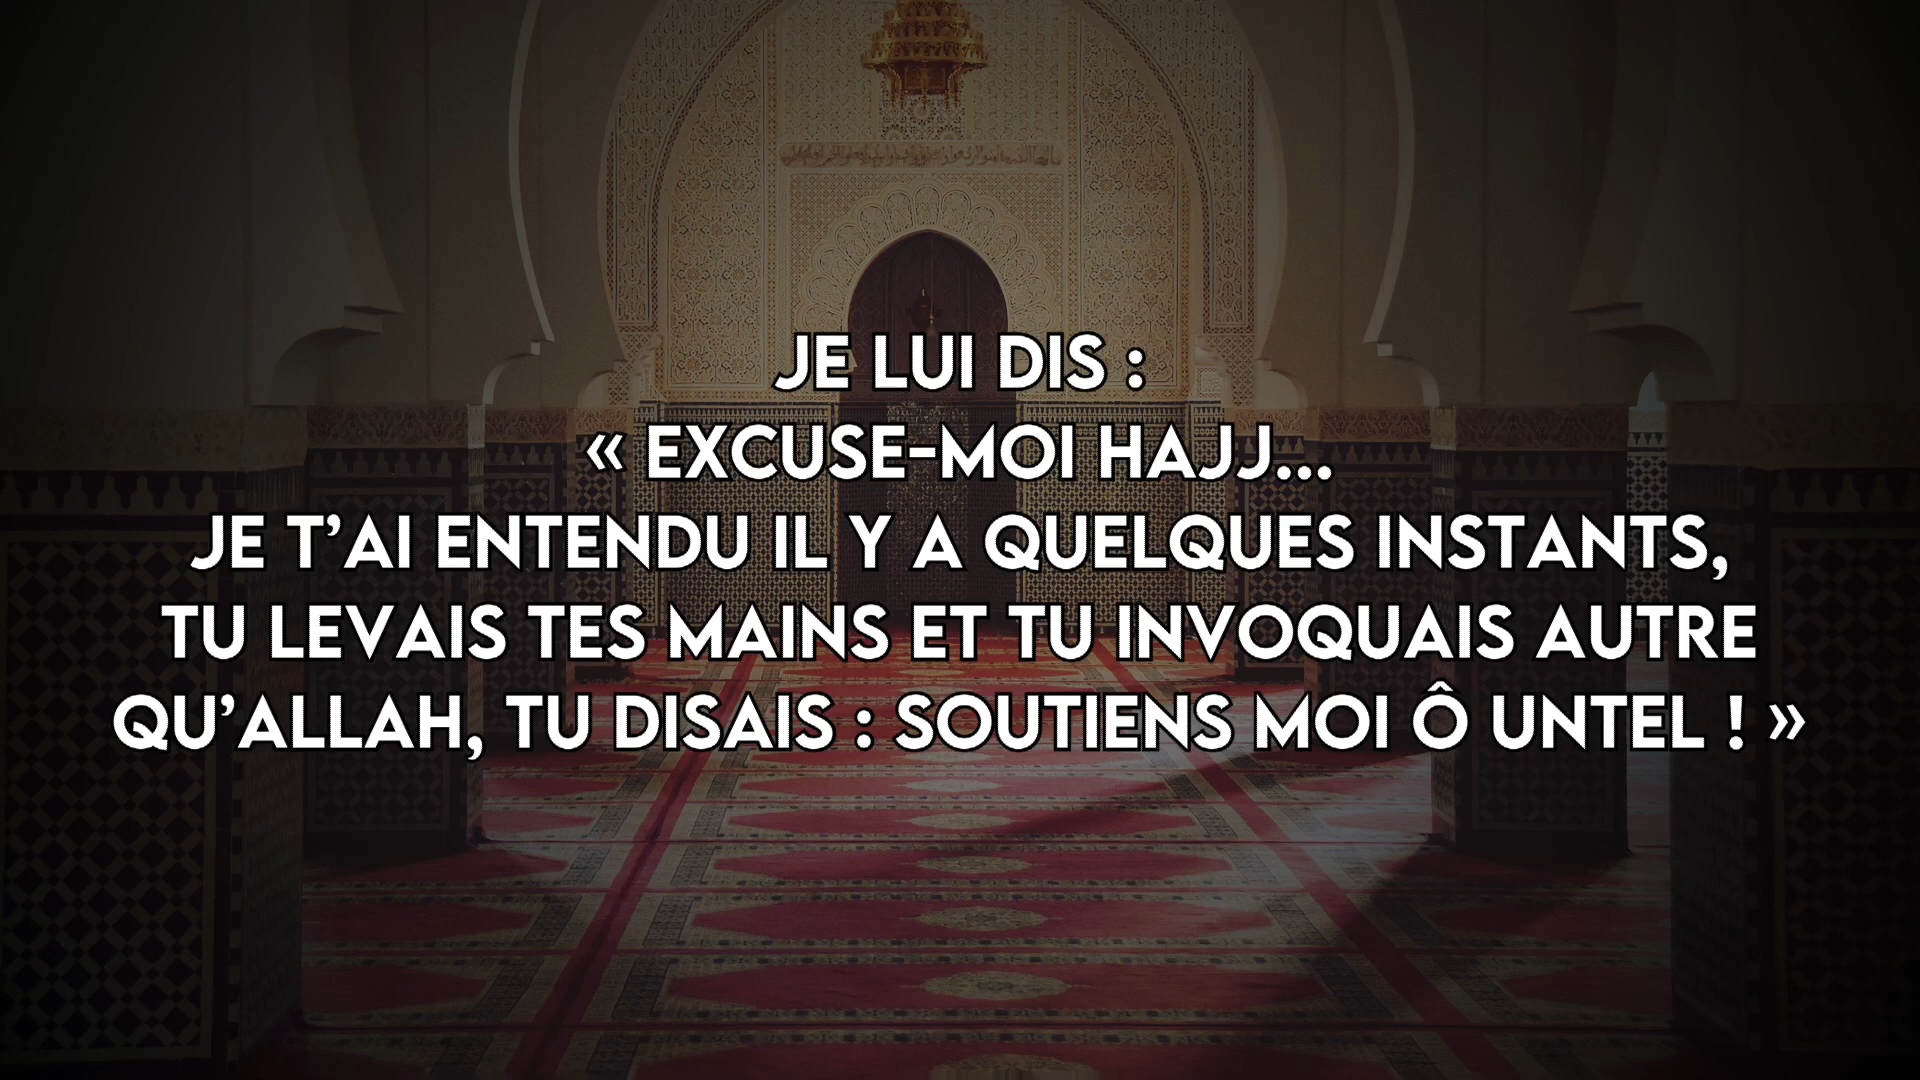 JE LUI DIS :
« EXCUSE-MOI HAJJ...
JE T’AI ENTENDU IL Y A QUELQUES INSTANTS,
TU LEVAIS TES MAINS ET TU INVOQUAIS AUTRE
QU’ALLAH, TU DISAIS : SOUTIENS MOI Ô UNTEL ! »